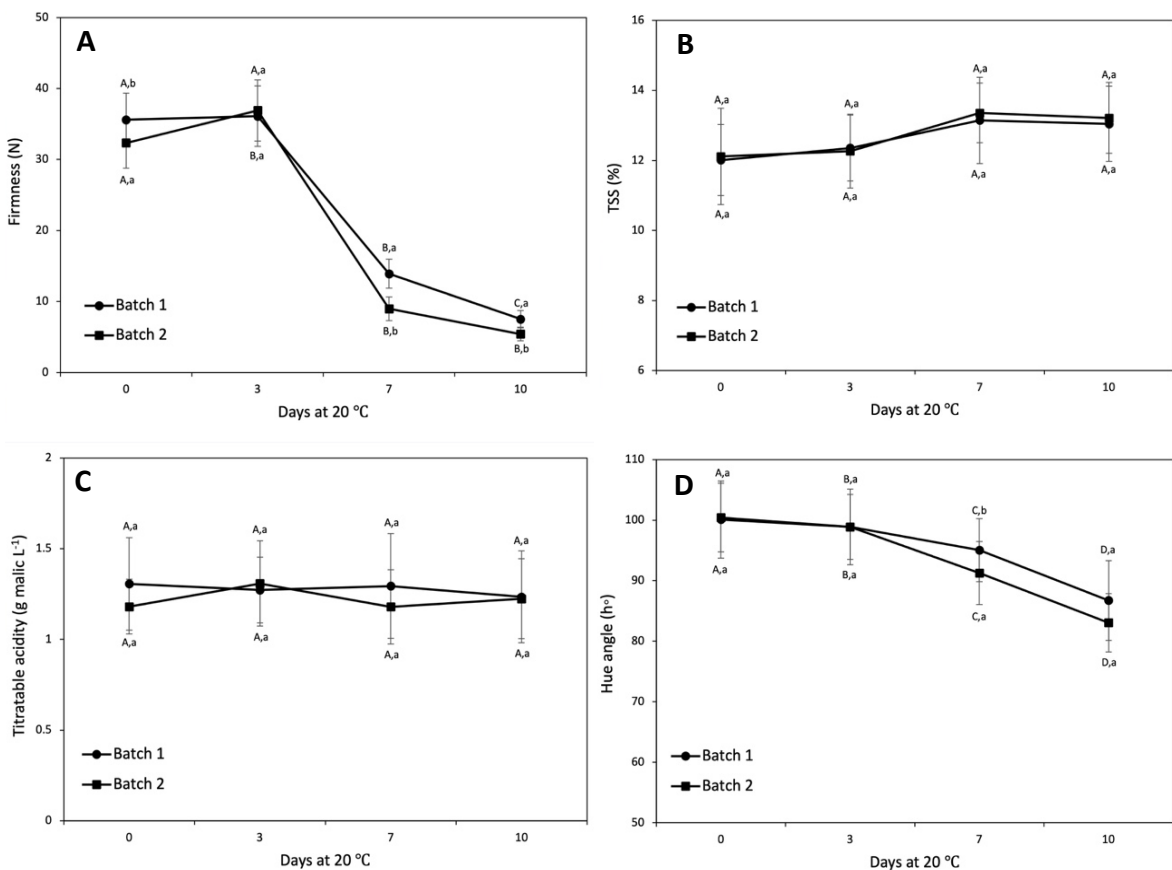 A
50
40
30
20
10
0
Firmness (N)
A,b
A,a
A,a
B,a
B,a
B,b
C,a
B,b
Batch 1
Batch 2
0 3 7 10
Days at 20 °C
B
16
14
12
10
8
6
TSS (%)
A,a
A,a
A,a
A,a
A,a
A,a
A,a
A,a
Batch 1
Batch 2
0 3 7 10
Days at 20 °C
C
2
1.5
1
0.5
0
Titratable acidity (g malic L⁻¹)
A,a
A,a
A,a
A,a
A,a
A,a
A,a
A,a
Batch 1
Batch 2
0 3 7 10
Days at 20 °C
D
110
100
90
80
70
60
50
Hue angle (h°)
A,a
B,a
C,b
D,a
A,a
B,a
C,a
D,a
Batch 1
Batch 2
0 3 7 10
Days at 20 °C